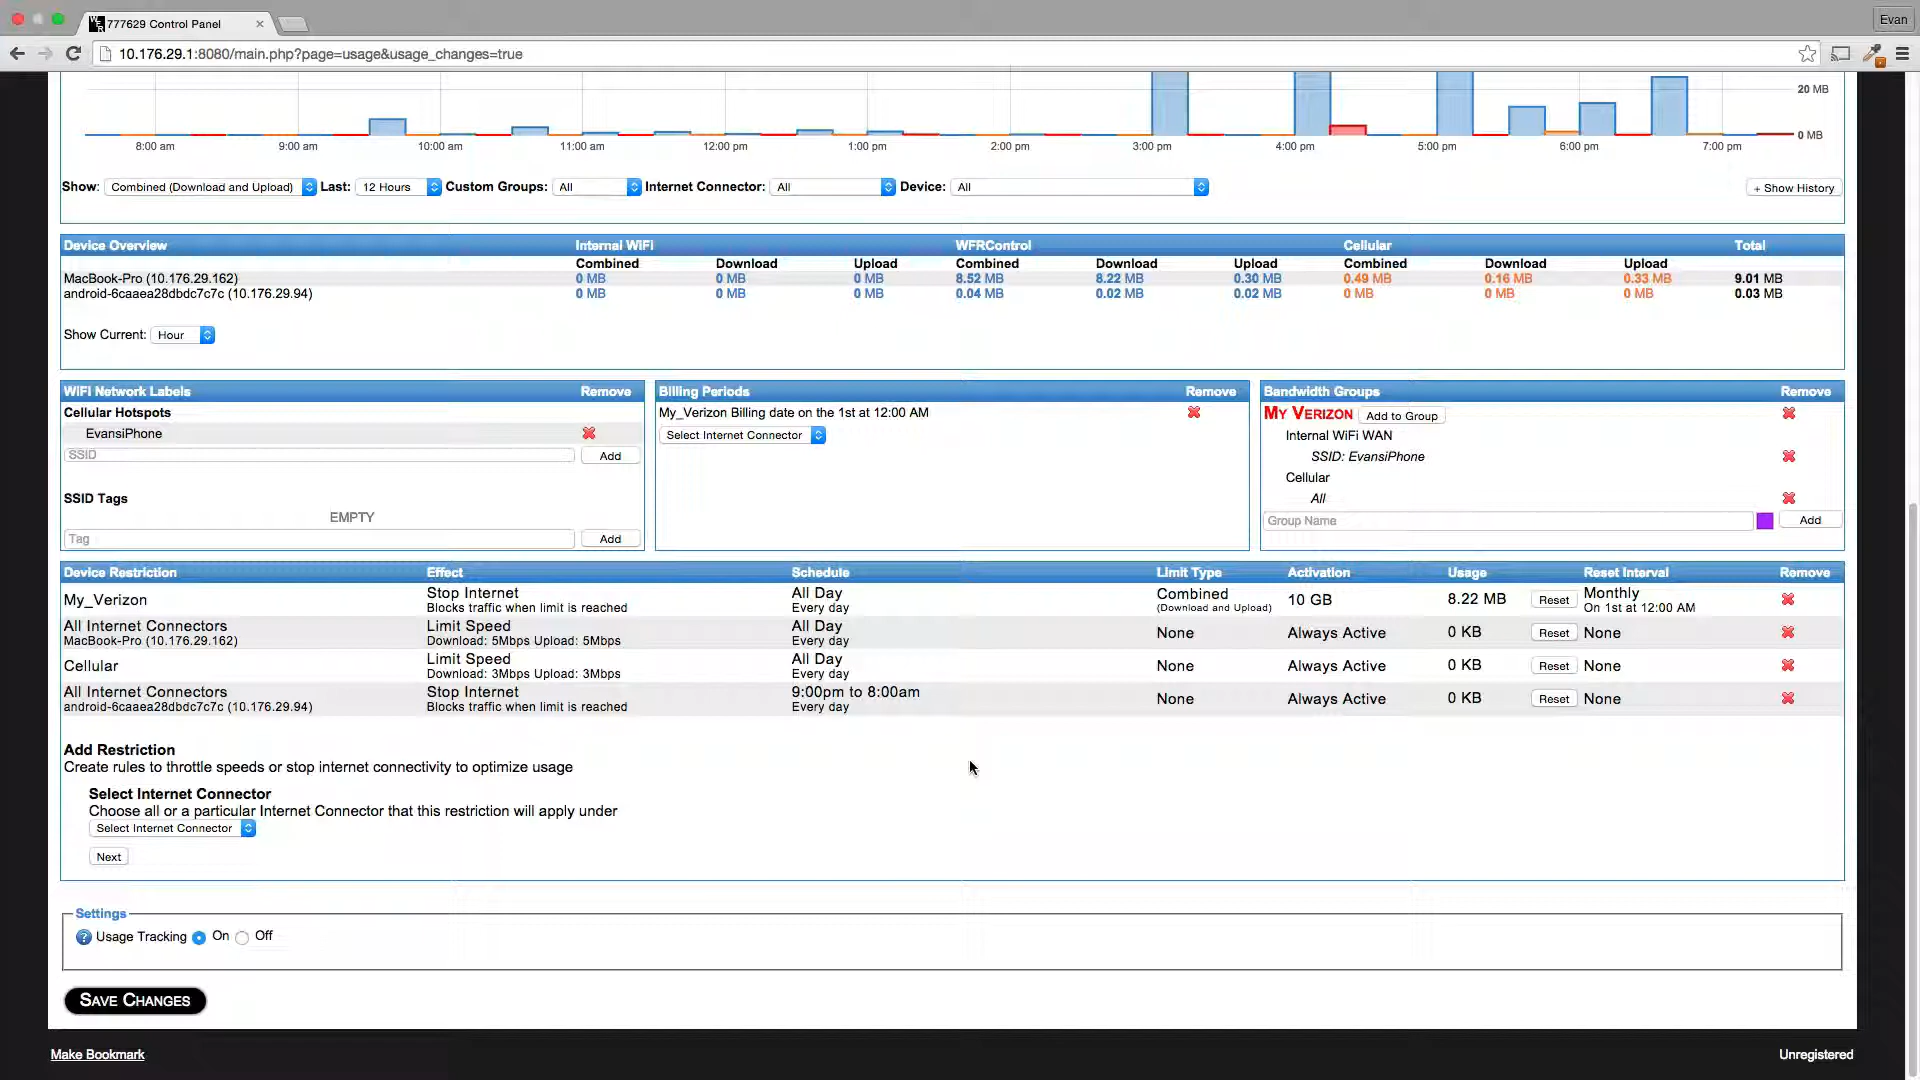 777629 Control Panel
Evan
10.176.29.1:8080/main.php?page=usage&usage_changes=true
20 MB
0 MB
8:00 am 9:00 am 10:00 am 11:00 am 12:00 pm 1:00 pm 2:00 pm 3:00 pm 4:00 pm 5:00 pm 6:00 pm 7:00 pm
Show: Combined (Download and Upload) Last: 12 Hours Custom Groups: All Internet Connector: All Device: All + Show History
Device Overview Internal WiFi WFRControl Cellular Total
Combined Download Upload Combined Download Upload Combined Download Upload
MacBook-Pro (10.176.29.162) 0 MB 0 MB 0 MB 8.52 MB 8.22 MB 0.30 MB 0.49 MB 0.16 MB 0.33 MB 9.01 MB
android-6caaea28dbdc7c7c (10.176.29.94) 0 MB 0 MB 0 MB 0.04 MB 0.02 MB 0.02 MB 0 MB 0 MB 0 MB 0.03 MB
Show Current: Hour
WiFi Network Labels Remove
Cellular Hotspots
EvansiPhone
SSID Add
SSID Tags
EMPTY
Tag Add
Billing Periods Remove
My_Verizon Billing date on the 1st at 12:00 AM
Select Internet Connector
Bandwidth Groups Remove
MY VERIZON Add to Group
Internal WiFi WAN
SSID: EvansiPhone
Cellular
All
Group Name Add
Device Restriction Effect Schedule Limit Type Activation Usage Reset Interval Remove
My_Verizon Stop Internet All Day Combined 10 GB 8.22 MB Reset Monthly
Blocks traffic when limit is reached Every day (Download and Upload) On 1st at 12:00 AM
All Internet Connectors Limit Speed All Day None Always Active 0 KB Reset None
MacBook-Pro (10.176.29.162) Download: 5Mbps Upload: 5Mbps Every day
Cellular Limit Speed All Day None Always Active 0 KB Reset None
Download: 3Mbps Upload: 3Mbps Every day
All Internet Connectors Stop Internet 9:00pm to 8:00am None Always Active 0 KB Reset None
android-6caaea28dbdc7c7c (10.176.29.94) Blocks traffic when limit is reached Every day
Add Restriction
Create rules to throttle speeds or stop internet connectivity to optimize usage
Select Internet Connector
Choose all or a particular Internet Connector that this restriction will apply under
Select Internet Connector
Next
Settings
? Usage Tracking On Off
SAVE CHANGES
Make Bookmark
Unregistered